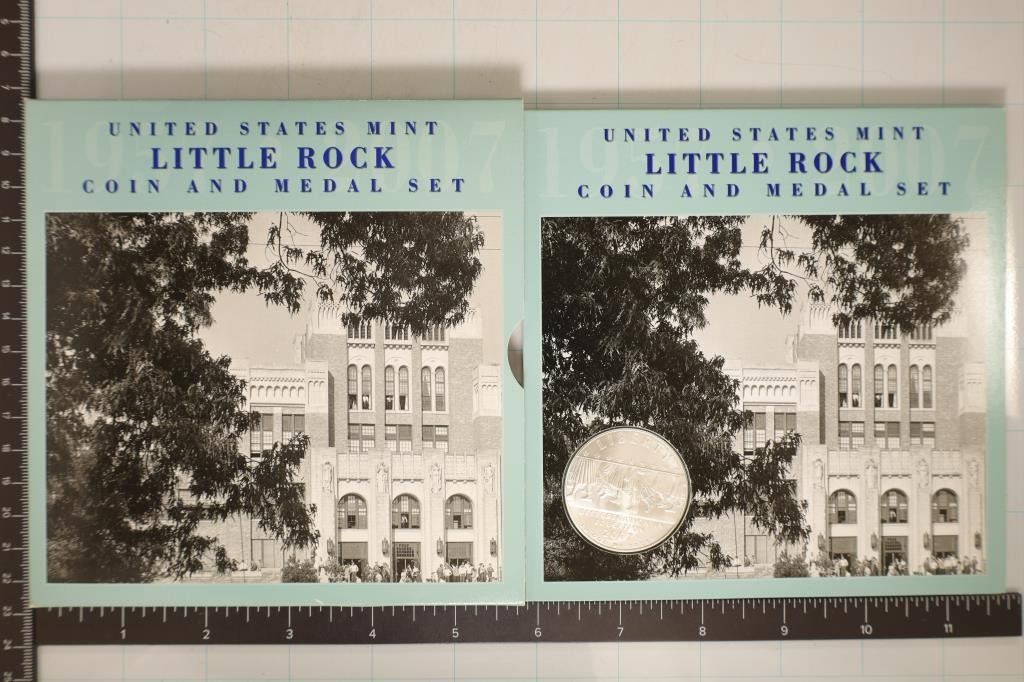 UNITED STATES MINT
LITTLE ROCK
COIN AND MEDAL SET
UNITED STATES MINT
LITTLE ROCK
COIN AND MEDAL SET
LIBERTY
1 2 3 4 5 6 7 8 9 10 11